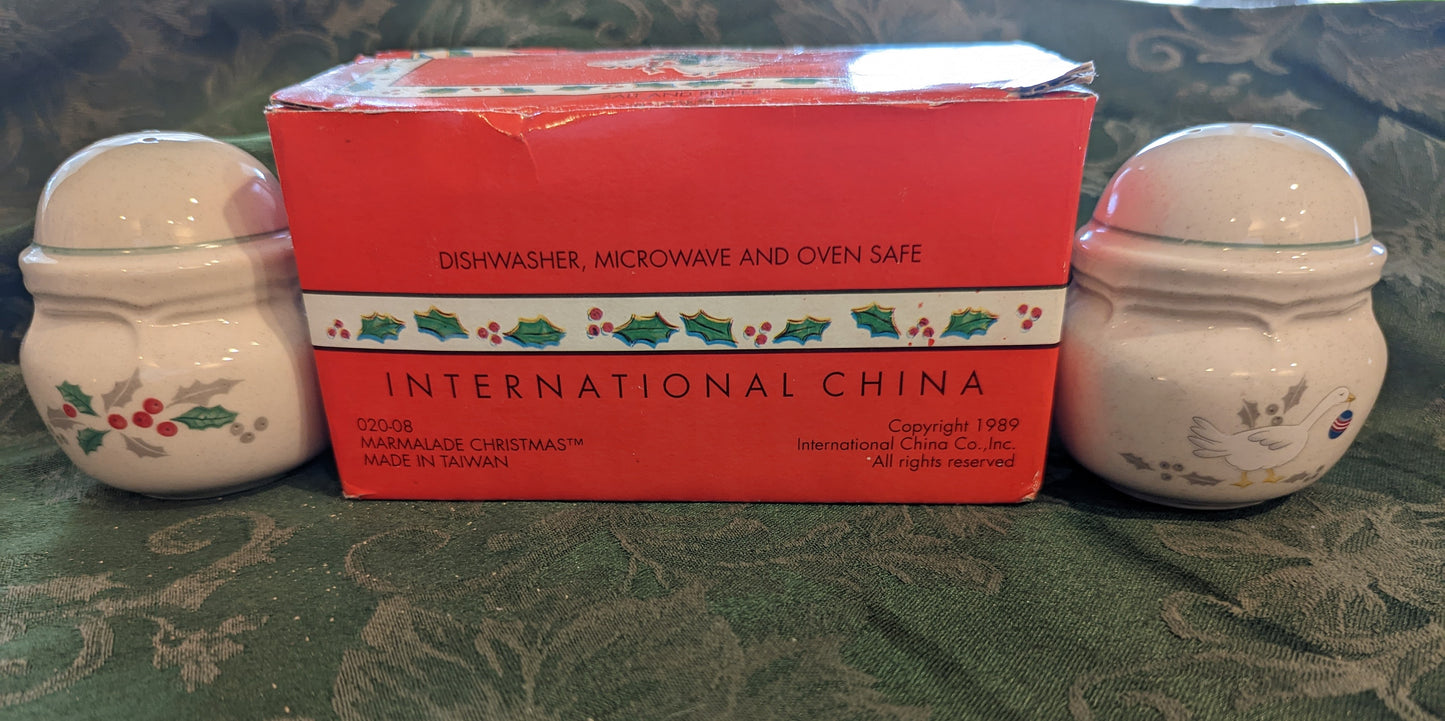 DISHWASHER, MICROWAVE AND OVEN SAFE
INTERNATIONAL CHINA
020-08
MARMALADE CHRISTMAS™
MADE IN TAIWAN
Copyright 1989
International China Co., Inc.
All rights reserved